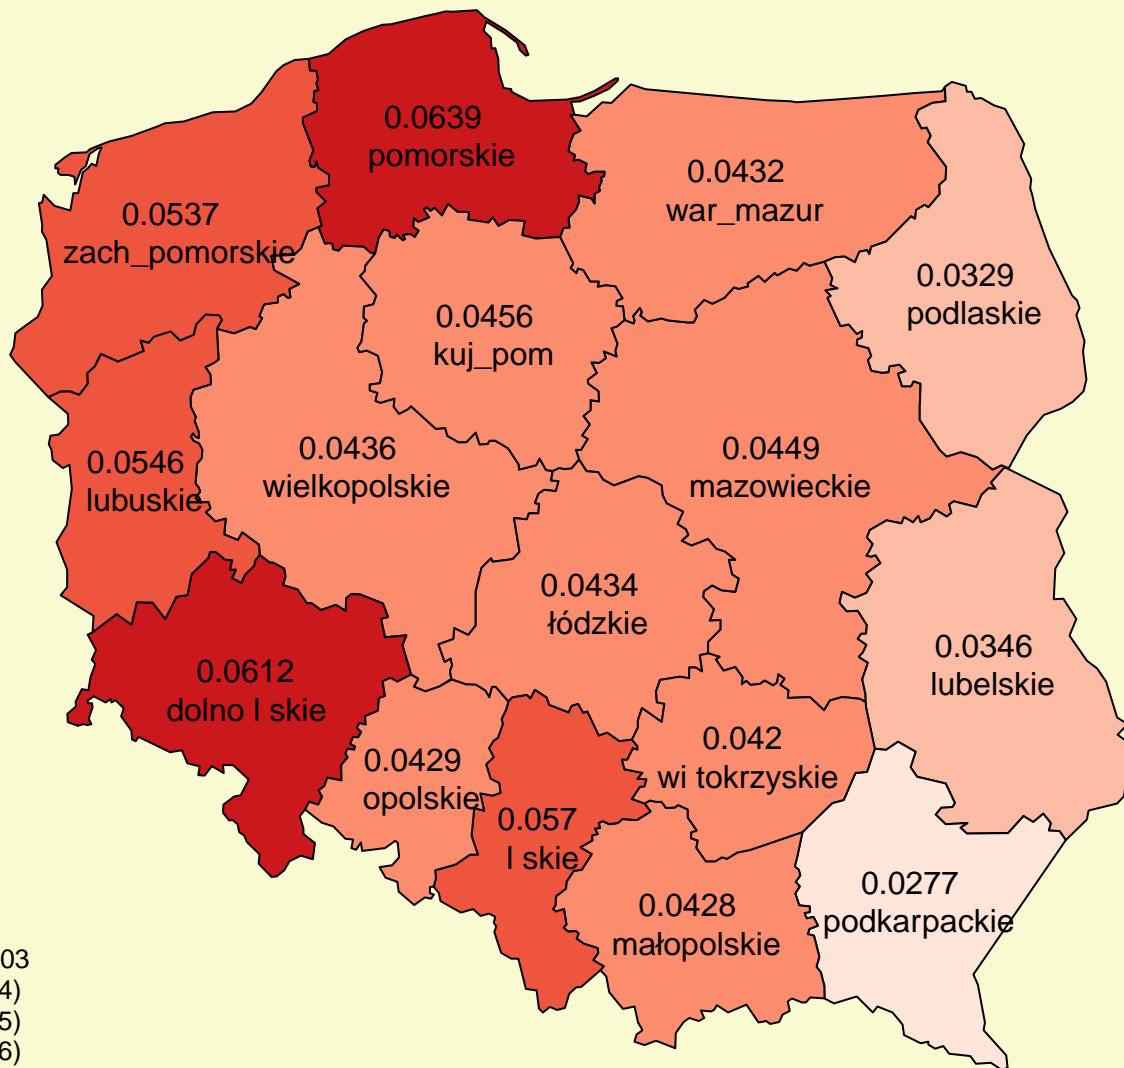 0.0639
pomorskie
0.0432
war_mazur
0.0537
zach_pomorskie
0.0329
podlaskie
0.0456
kuj_pom
0.0436
wielkopolskie
0.0449
mazowieckie
0.0546
lubuskie
0.0434
łódzkie
0.0346
lubelskie
0.0612
dolno l skie
0.042
wi tokrzyskie
0.0429
opolskie
0.057
l skie
0.0277
podkarpackie
0.0428
małopolskie
03
4)
5)
6)